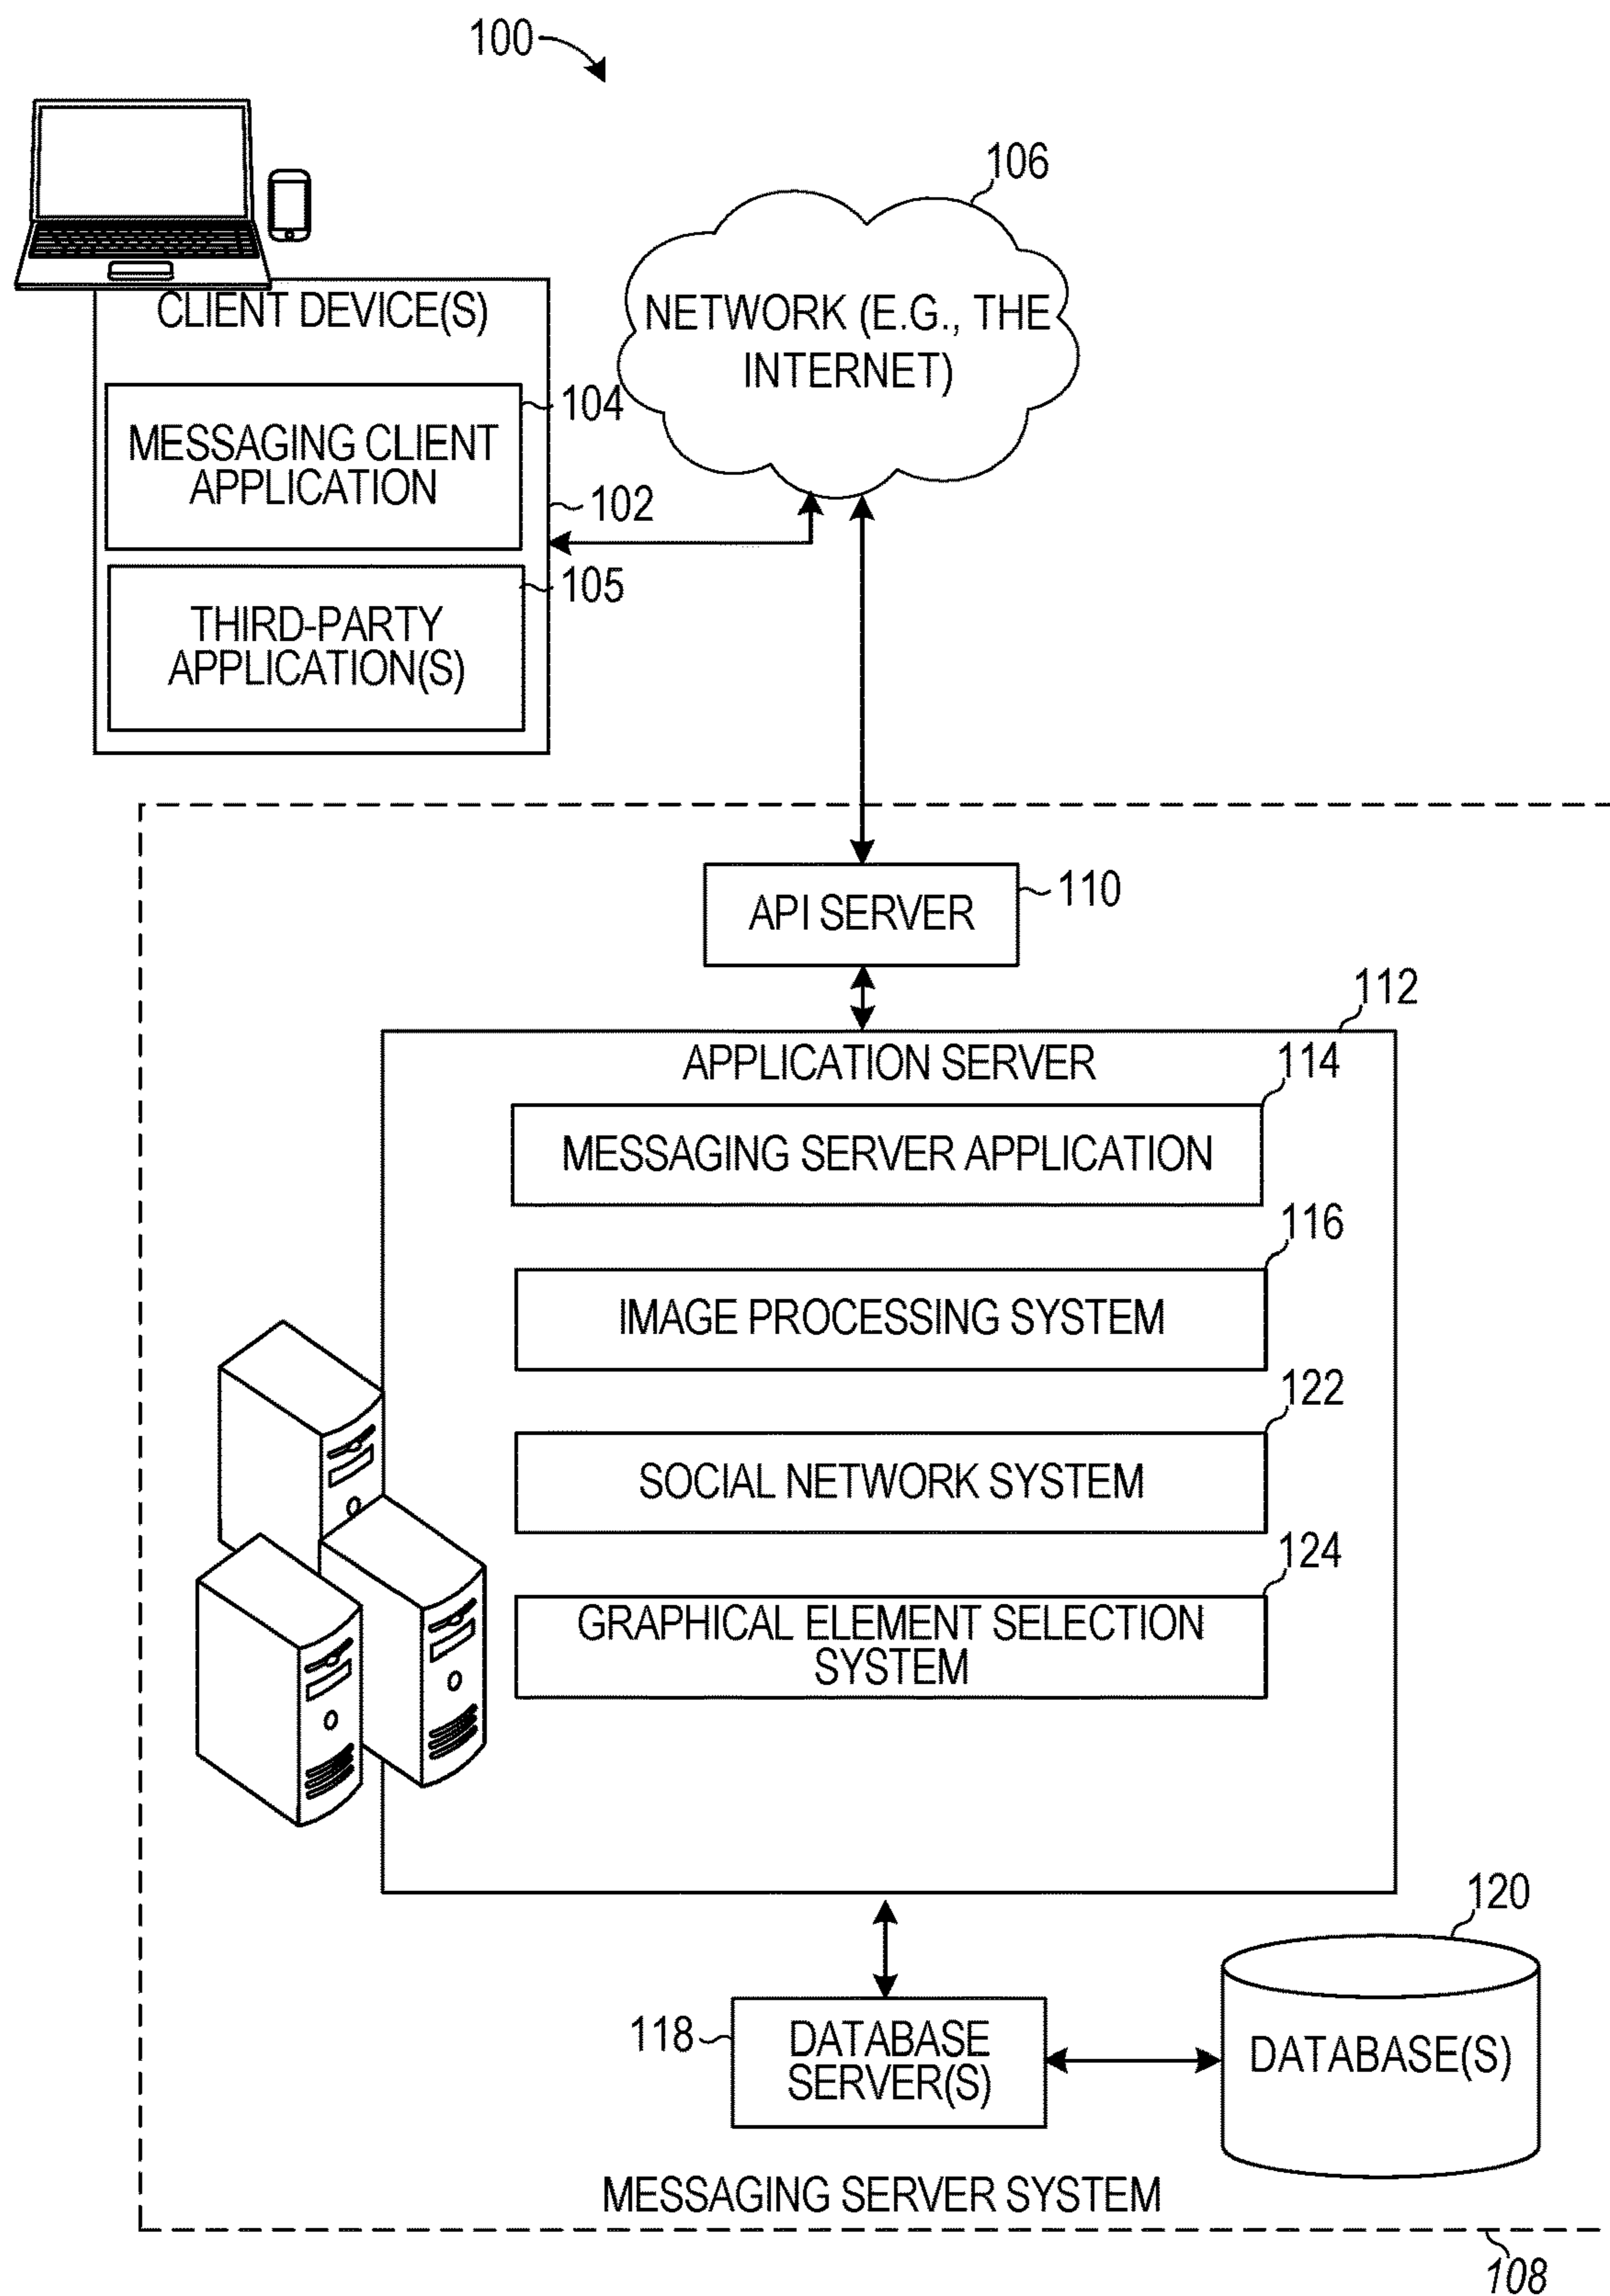 100
106
NETWORK (E.G., THE
INTERNET)
CLIENT DEVICE(S)
104
MESSAGING CLIENT
APPLICATION
102
105
THIRD-PARTY
APPLICATION(S)
110
API SERVER
112
APPLICATION SERVER
114
MESSAGING SERVER APPLICATION
116
IMAGE PROCESSING SYSTEM
122
SOCIAL NETWORK SYSTEM
124
GRAPHICAL ELEMENT SELECTION
SYSTEM
120
118
DATABASE
SERVER(S)
DATABASE(S)
MESSAGING SERVER SYSTEM
108